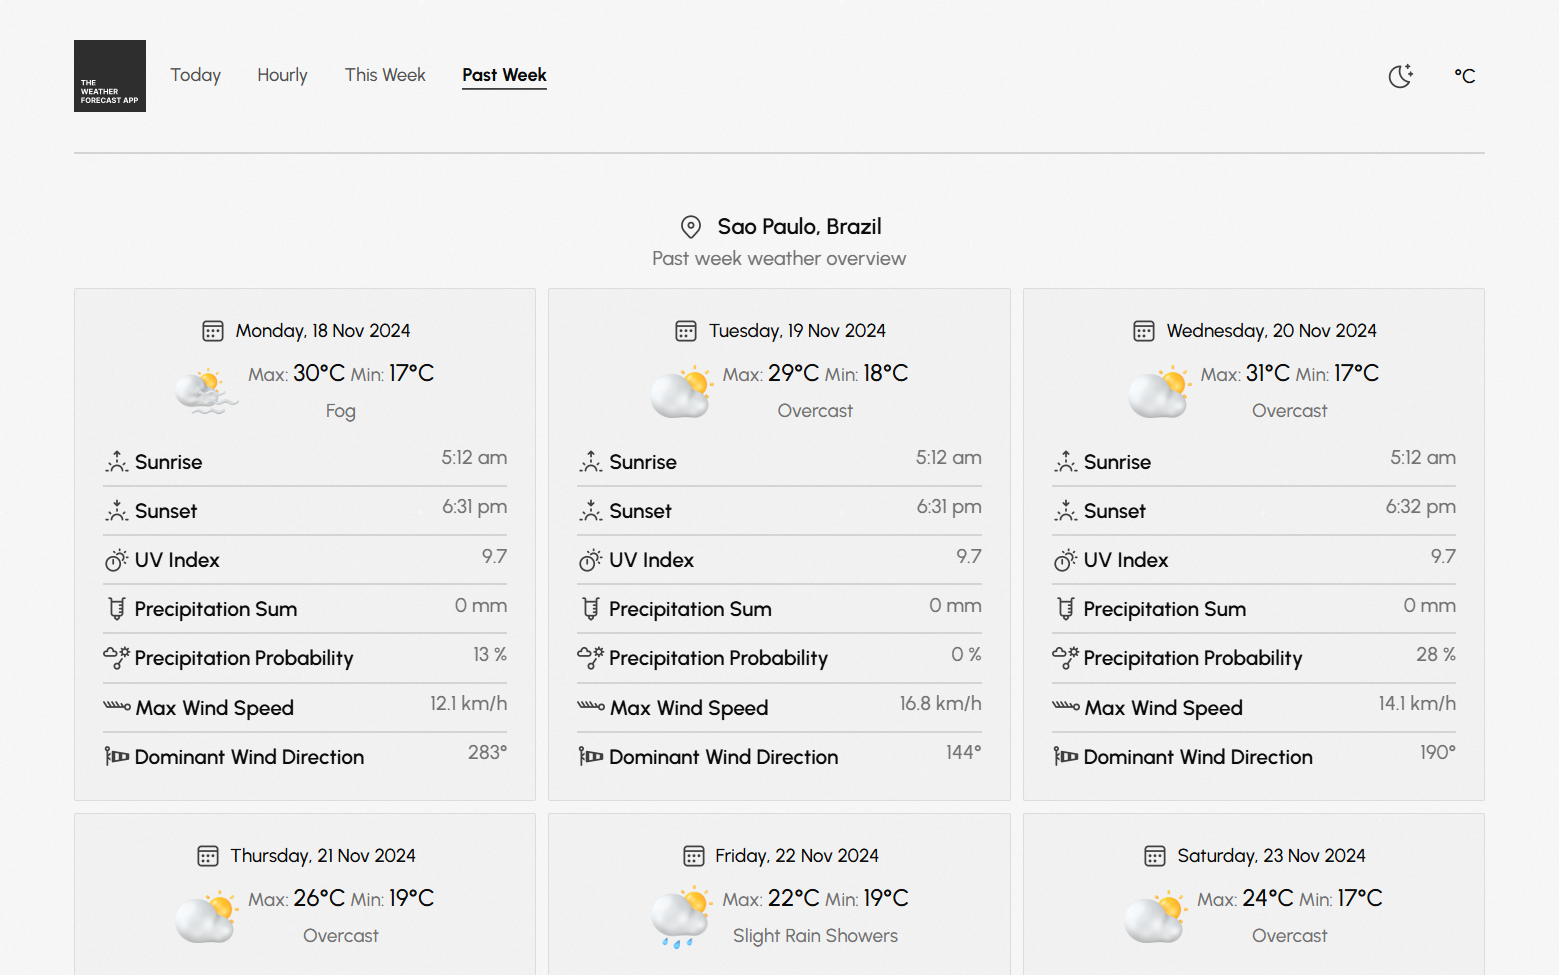 THE
WEATHER
FORECAST APP
Today
Hourly
This Week
Past Week
°C
Sao Paulo, Brazil
Past week weather overview
Monday, 18 Nov 2024
Max: 30°C Min: 17°C
Fog
Sunrise 5:12 am
Sunset 6:31 pm
UV Index 9.7
Precipitation Sum 0 mm
Precipitation Probability 13 %
Max Wind Speed 12.1 km/h
Dominant Wind Direction 283°
Tuesday, 19 Nov 2024
Max: 29°C Min: 18°C
Overcast
Sunrise 5:12 am
Sunset 6:31 pm
UV Index 9.7
Precipitation Sum 0 mm
Precipitation Probability 0 %
Max Wind Speed 16.8 km/h
Dominant Wind Direction 144°
Wednesday, 20 Nov 2024
Max: 31°C Min: 17°C
Overcast
Sunrise 5:12 am
Sunset 6:32 pm
UV Index 9.7
Precipitation Sum 0 mm
Precipitation Probability 28 %
Max Wind Speed 14.1 km/h
Dominant Wind Direction 190°
Thursday, 21 Nov 2024
Max: 26°C Min: 19°C
Overcast
Friday, 22 Nov 2024
Max: 22°C Min: 19°C
Slight Rain Showers
Saturday, 23 Nov 2024
Max: 24°C Min: 17°C
Overcast